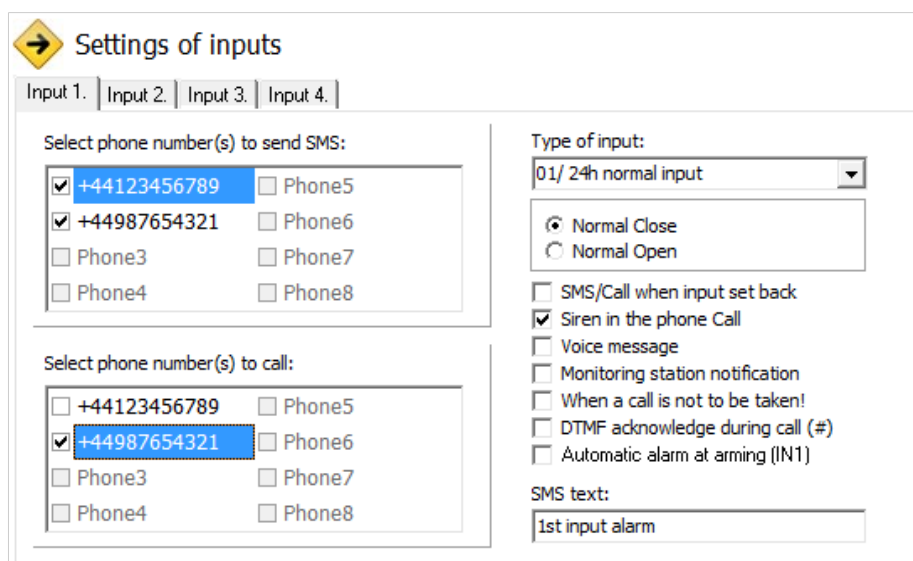 Settings of inputs
Input 1. Input 2. Input 3. Input 4.
Select phone number(s) to send SMS:
+44123456789 Phone5
+44987654321 Phone6
Phone3 Phone7
Phone4 Phone8
Select phone number(s) to call:
+44123456789 Phone5
+44987654321 Phone6
Phone3 Phone7
Phone4 Phone8
Type of input:
01/ 24h normal input
Normal Close
Normal Open
SMS/Call when input set back
Siren in the phone Call
Voice message
Monitoring station notification
When a call is not to be taken!
DTMF acknowledge during call (#)
Automatic alarm at arming (IN1)
SMS text:
1st input alarm